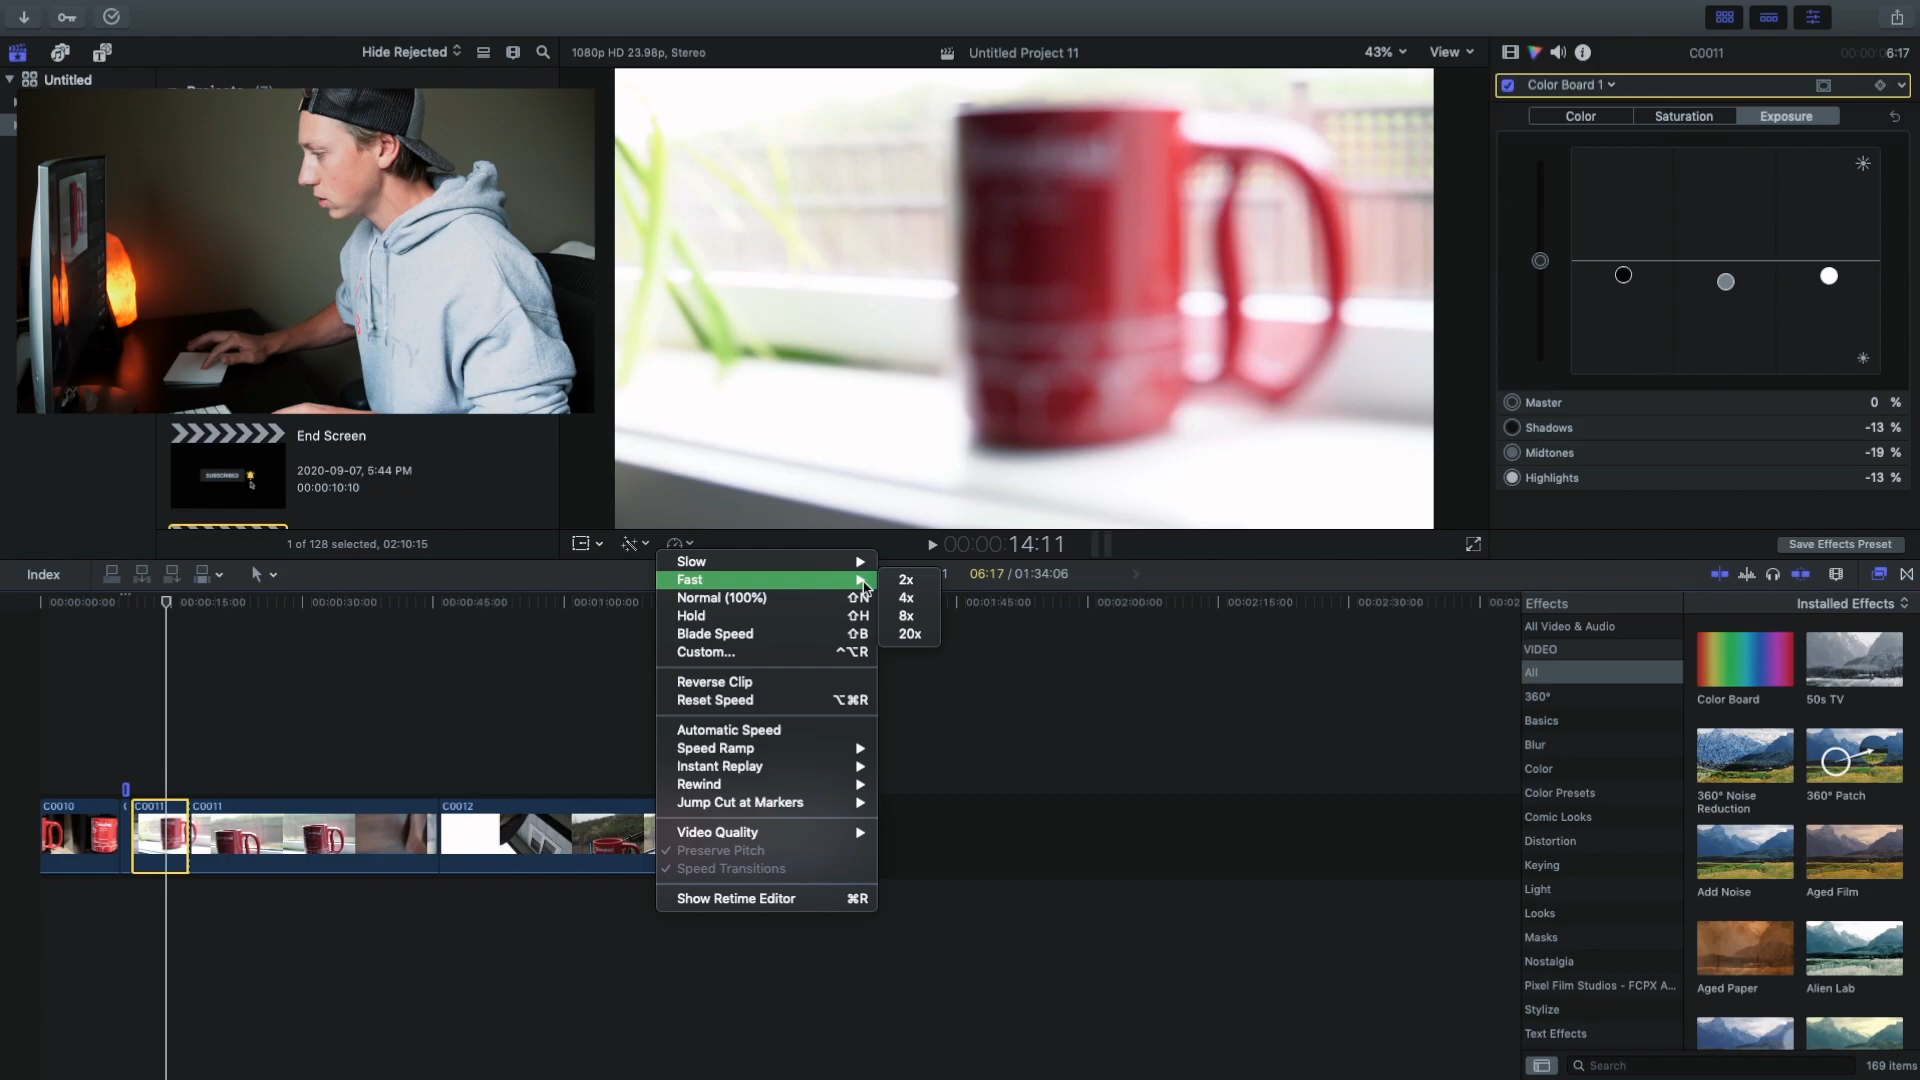 Hide Rejected
1080p HD 23.98p, Stereo
Untitled Project 11
43%
View
C0011
6:17
Untitled
Color Board 1
Color
Saturation
Exposure
Master
0 %
Shadows
-13 %
Midtones
-19 %
Highlights
-13 %
End Screen
SUBSCRIBED
2020-09-07, 5:44 PM
00:00:10:10
1 of 128 selected, 02:10:15
00:00:14:11
Save Effects Preset
Index
06:17 / 01:34:06
00:00:00:00
00:00:15:00
00:00:30:00
00:00:45:00
00:01:00:00
00:01:45:00
00:02:00:00
00:02:15:00
00:02:30:00
00:02
Slow
Fast
Normal (100%)
Hold ⇧H
Blade Speed ⇧B
Custom... ^⌥R
Reverse Clip
Reset Speed ⌥⌘R
Automatic Speed
Speed Ramp
Instant Replay
Rewind
Jump Cut at Markers
Video Quality
✓ Preserve Pitch
✓ Speed Transitions
Show Retime Editor ⌘R
2x
4x
8x
20x
C0010
C0011
C0011
C0012
Effects
Installed Effects
All Video & Audio
VIDEO
All
360°
Basics
Blur
Color
Color Presets
Comic Looks
Distortion
Keying
Light
Looks
Masks
Nostalgia
Pixel Film Studios - FCPX A...
Stylize
Text Effects
Color Board
50s TV
360° Noise
Reduction
360° Patch
Add Noise
Aged Film
Aged Paper
Alien Lab
Search
169 items